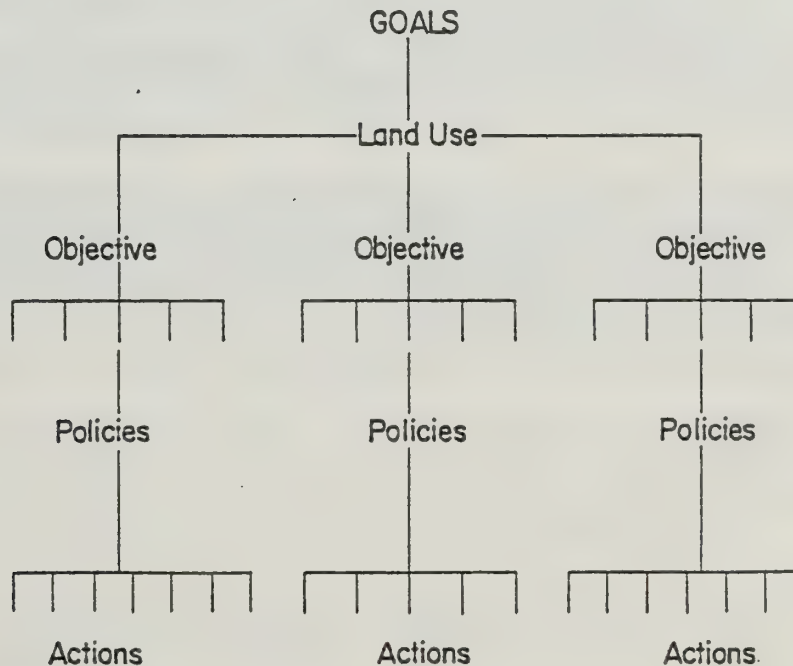 GOALS
Land Use
Objective Objective Objective
Policies Policies Policies
Actions Actions Actions.